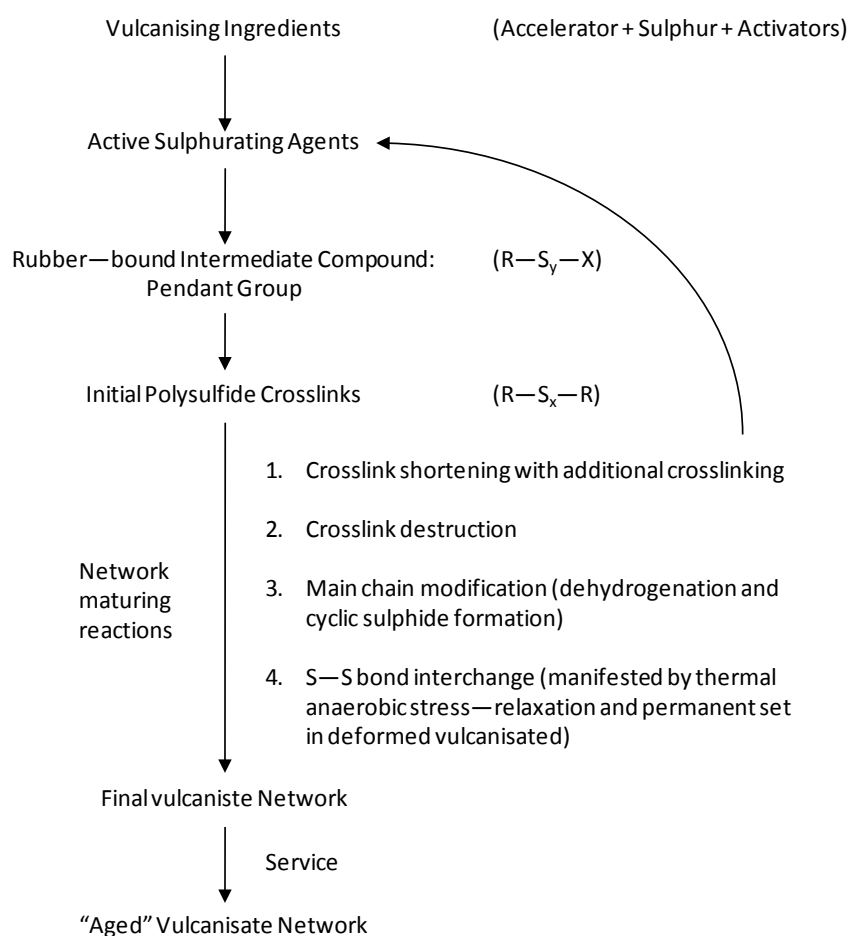 Vulcanising Ingredients (Accelerator + Sulphur + Activators)
Active Sulphurating Agents
Rubber—bound Intermediate Compound: (R—Sy—X)
Pendant Group
Initial Polysulfide Crosslinks (R—Sx—R)
1. Crosslink shortening with additional crosslinking
2. Crosslink destruction
Network
maturing
reactions
3. Main chain modification (dehydrogenation and
cyclic sulphide formation)
4. S—S bond interchange (manifested by thermal
anaerobic stress—relaxation and permanent set
in deformed vulcanisated)
Final vulcaniste Network
Service
“Aged” Vulcanisate Network